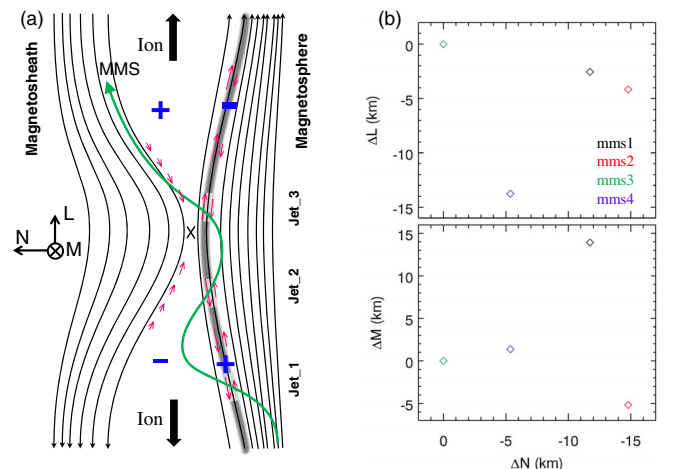 (a)
Ion
MMS
Magnetosheath
Magnetosphere
+
-
L
N
M
X
Jet_3
Jet_2
Jet_1
-
+
Ion
(b)
0
-5
-10
-15
ΔL (km)
mms1
mms2
mms3
mms4
15
10
5
0
-5
ΔM (km)
0
-5
-10
-15
ΔN (km)